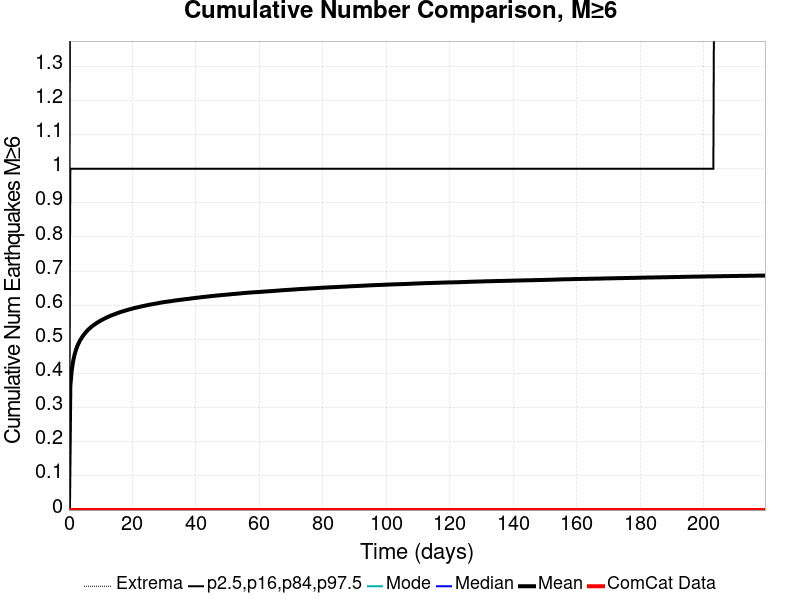 Cumulative Number Comparison, M≥6
Cumulative Num Earthquakes M≥6
1.3
1.2
1.1
1
0.9
0.8
0.7
0.6
0.5
0.4
0.3
0.2
0.1
0
0 20 40 60 80 100 120 140 160 180 200
Time (days)
Extrema p2.5,p16,p84,p97.5 Mode Median Mean ComCat Data